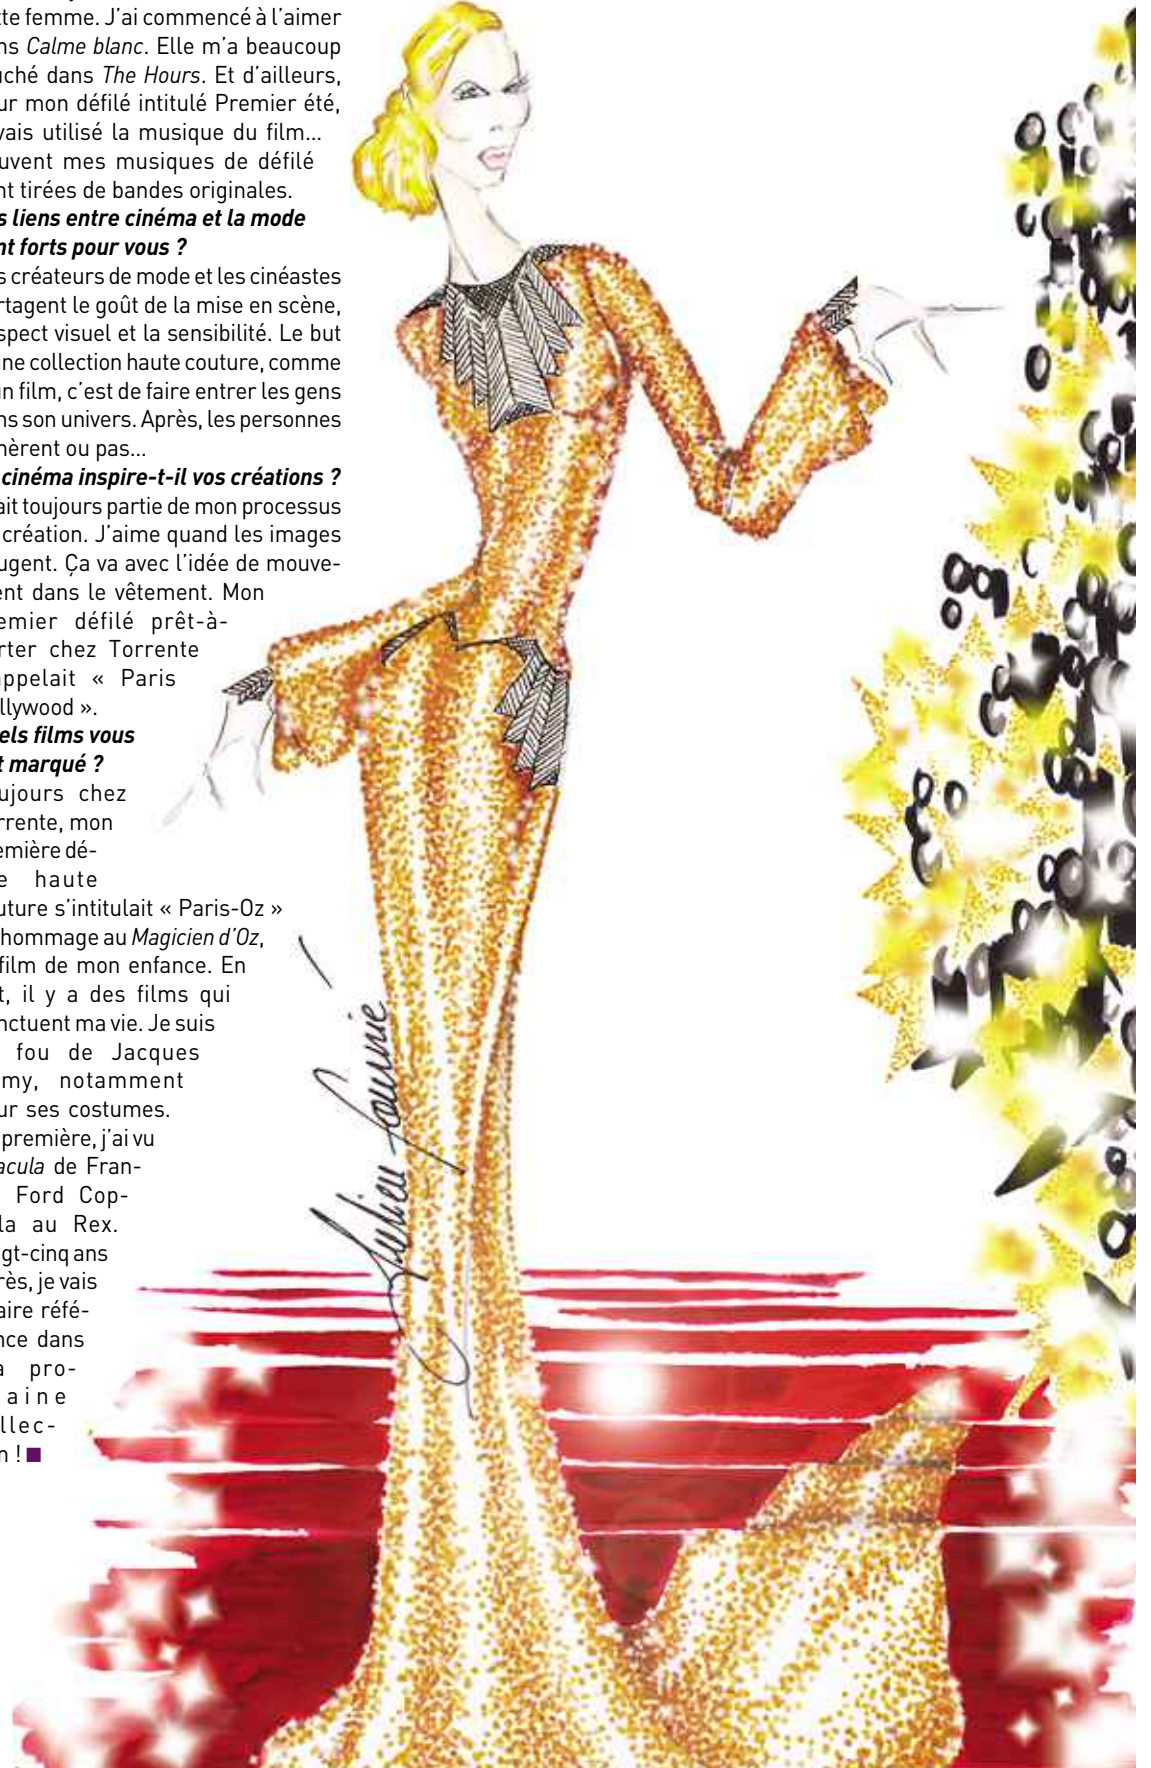 tte femme. J'ai commencé à l'aimer
ns Calme blanc. Elle m'a beaucoup
uché dans The Hours. Et d'ailleurs,
ur mon défilé intitulé Premier été,
vais utilisé la musique du film...
uvent mes musiques de défilé
nt tirées de bandes originales.
s liens entre cinéma et la mode
nt forts pour vous ?
s créateurs de mode et les cinéastes
rtagent le goût de la mise en scène,
spect visuel et la sensibilité. Le but
ne collection haute couture, comme
un film, c'est de faire entrer les gens
ns son univers. Après, les personnes
hèrent ou pas...
cinéma inspire-t-il vos créations ?
ait toujours partie de mon processus
création. J'aime quand les images
ugent. Ça va avec l'idée de mouve-
ent dans le vêtement. Mon
emier défilé prêt-à-
rter chez Torrente
appelait « Paris
llywood ».
els films vous
t marqué ?
ujours chez
rrente, mon
emière dé-
e haute
uture s'intitulait « Paris-Oz »
hommage au Magicien d'Oz,
film de mon enfance. En
t, il y a des films qui
nctuent ma vie. Je suis
fou de Jacques
my, notamment
ur ses costumes.
première, j'ai vu
acula de Fran-
Ford Cop-
la au Rex.
gt-cinq ans
rès, je vais
aire réfé-
nce dans
a pro-
aine
llec-
n !
Julien Fournié